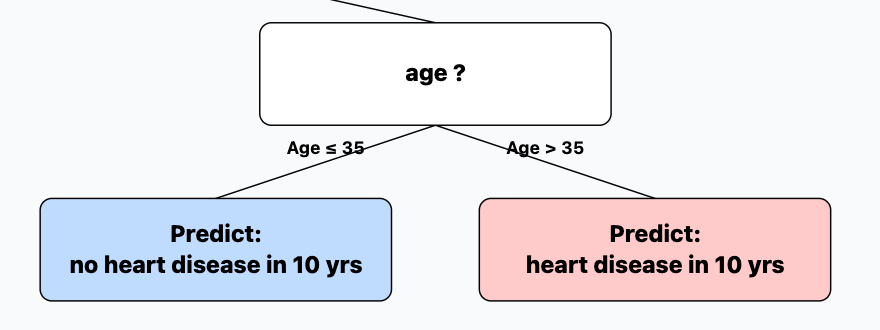 age ?
Age ≤ 35
Age > 35
Predict:
no heart disease in 10 yrs
Predict:
heart disease in 10 yrs